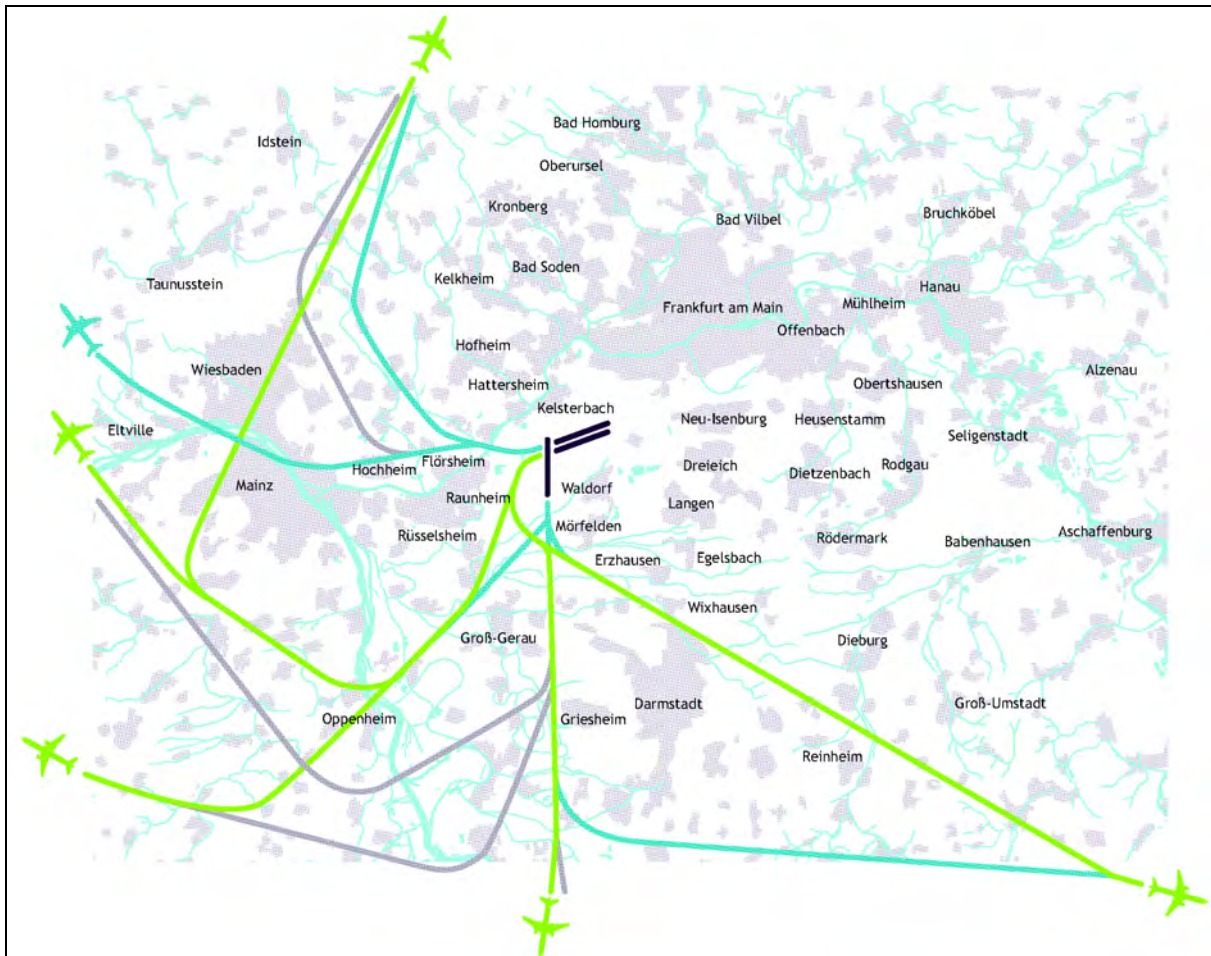 Bad Homburg
Idstein
Oberursel
Kronberg
Bruchköbel
Bad Vilbel
Bad Soden
Kelkheim
Taunusstein
Hanau
Mühlheim
Frankfurt am Main
Offenbach
Hofheim
Wiesbaden
Alzenau
Hattersheim
Obertshausen
Kelsterbach
Neu-Isenburg
Heusenstamm
Eltville
Seligenstadt
Flörsheim
Hochheim
Dreieich
Rodgau
Dietzenbach
Mainz
Waldorf
Raunheim
Langen
Mörfelden
Aschaffenburg
Rüsselsheim
Rödermark
Babenhausen
Erzhausen
Egelsbach
Wixhausen
Groß-Gerau
Dieburg
Darmstadt
Groß-Umstadt
Oppenheim
Griesheim
Reinheim